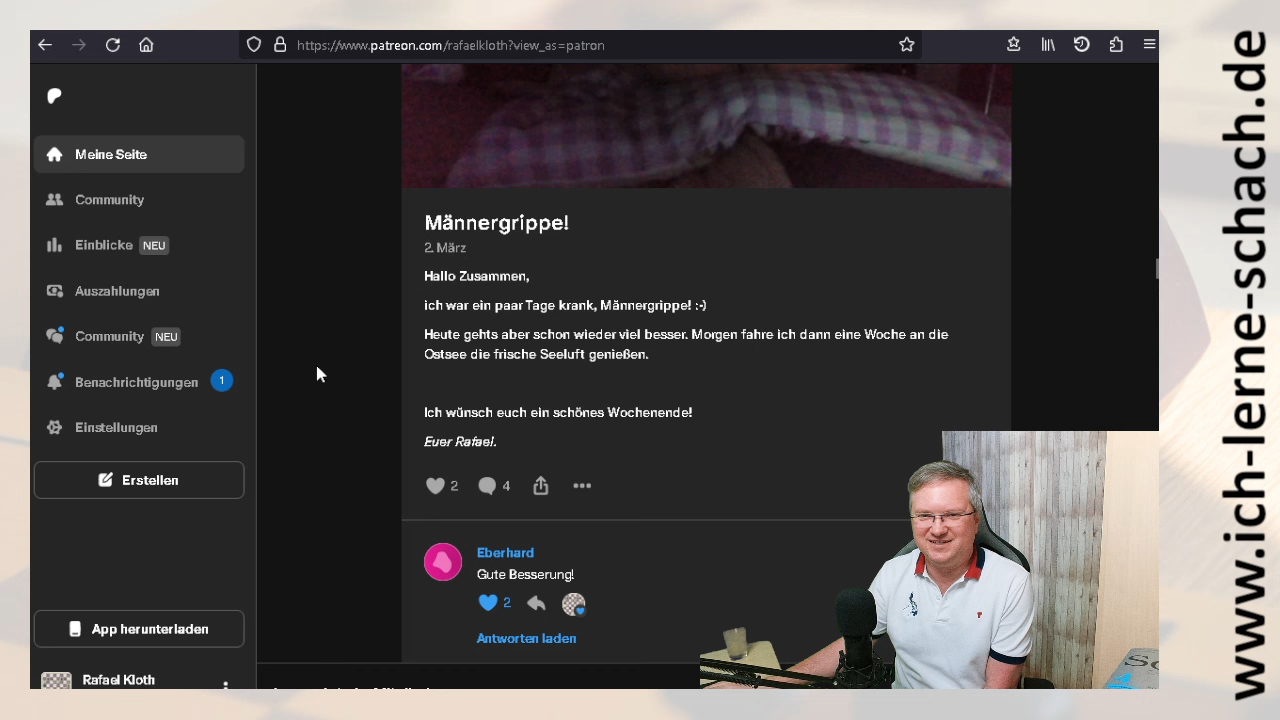 https://www.patreon.com/rafaelkloth?view_as=patron
Meine Seite
Community
Einblicke NEU
Auszahlungen
Community NEU
Benachrichtigungen 1
Einstellungen
Erstellen
App herunterladen
Rafael Kloth
Männergrippe!
2. März
Hallo Zusammen,
ich war ein paar Tage krank, Männergrippe! :-)
Heute gehts aber schon wieder viel besser. Morgen fahre ich dann eine Woche an die
Ostsee die frische Seeluft genießen.
Ich wünsch euch ein schönes Wochenende!
Euer Rafael.
2 4
Eberhard
Gute Besserung!
2
Antworten laden
www.ich-lerne-schach.de